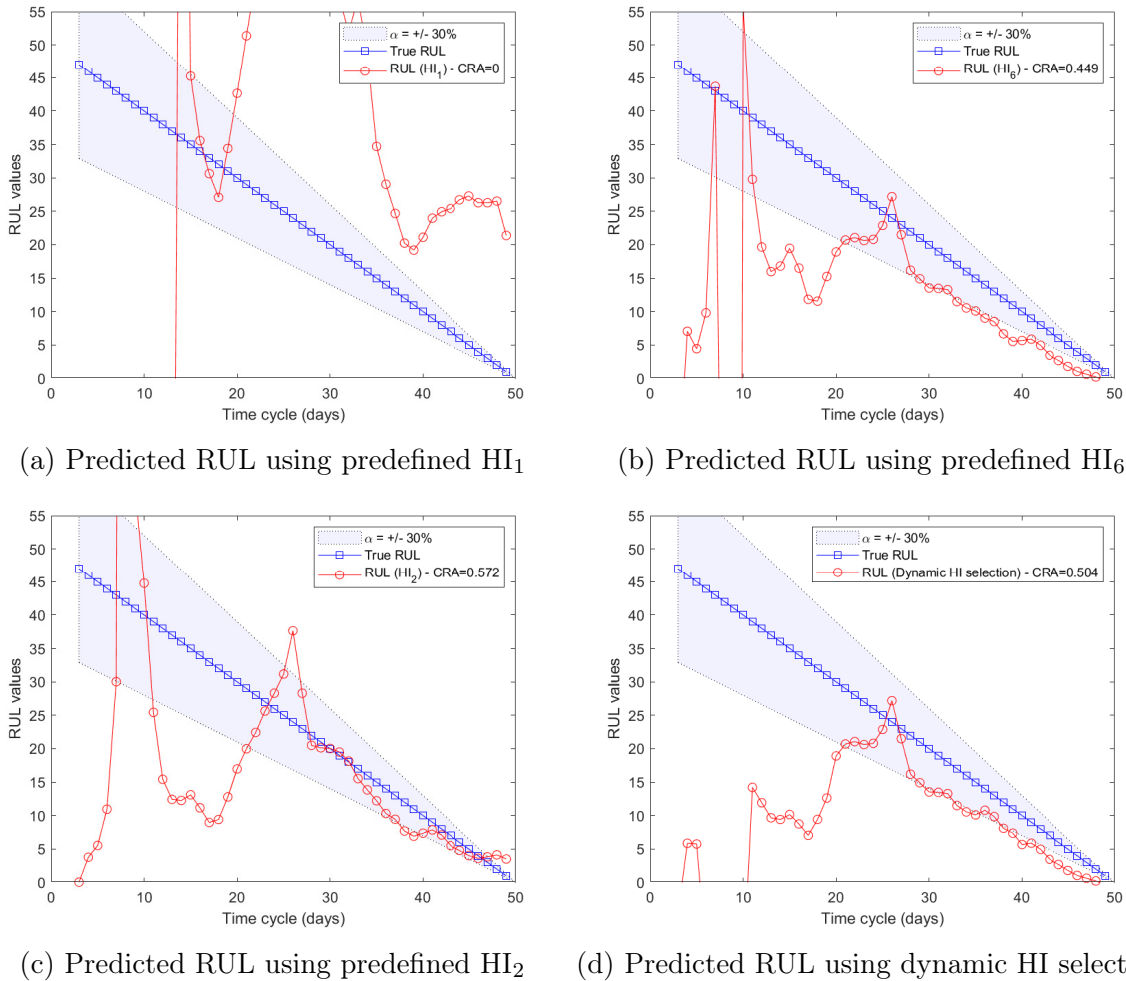 55
50
45
40
35
30
25
20
15
10
5
0
RUL values
0 10 20 30 40 50
Time cycle (days)
α = +/- 30%
True RUL
RUL (HI1) - CRA=0
(a) Predicted RUL using predefined HI1
55
50
45
40
35
30
25
20
15
10
5
0
RUL values
0 10 20 30 40 50
Time cycle (days)
α = +/- 30%
True RUL
RUL (HI6) - CRA=0.449
(b) Predicted RUL using predefined HI6
55
50
45
40
35
30
25
20
15
10
5
0
RUL values
0 10 20 30 40 50
Time cycle (days)
α = +/- 30%
True RUL
RUL (HI2) - CRA=0.572
(c) Predicted RUL using predefined HI2
55
50
45
40
35
30
25
20
15
10
5
0
RUL values
0 10 20 30 40 50
Time cycle (days)
α = +/- 30%
True RUL
RUL (Dynamic HI selection) - CRA=0.504
(d) Predicted RUL using dynamic HI select